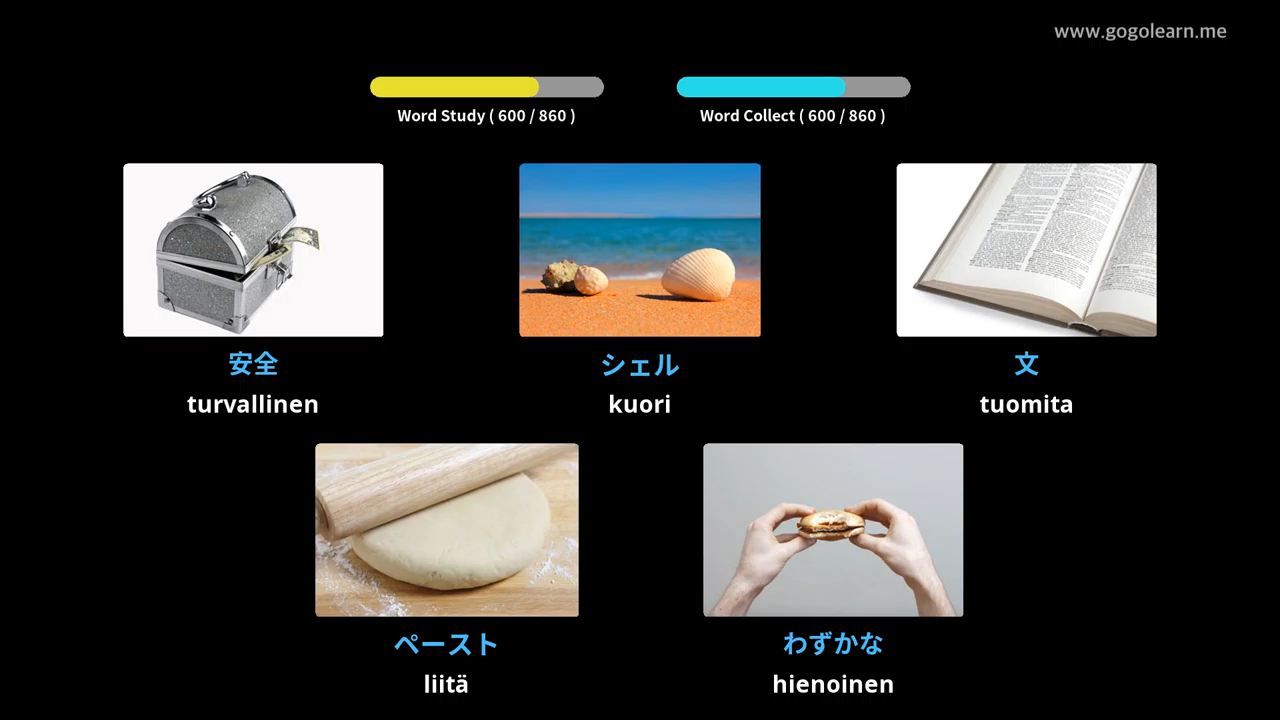 www.gogolearn.me
Word Study ( 600 / 860 )
Word Collect ( 600 / 860 )
安全
turvallinen
シェル
kuori
文
tuomita
ペースト
liitä
わずかな
hienoinen